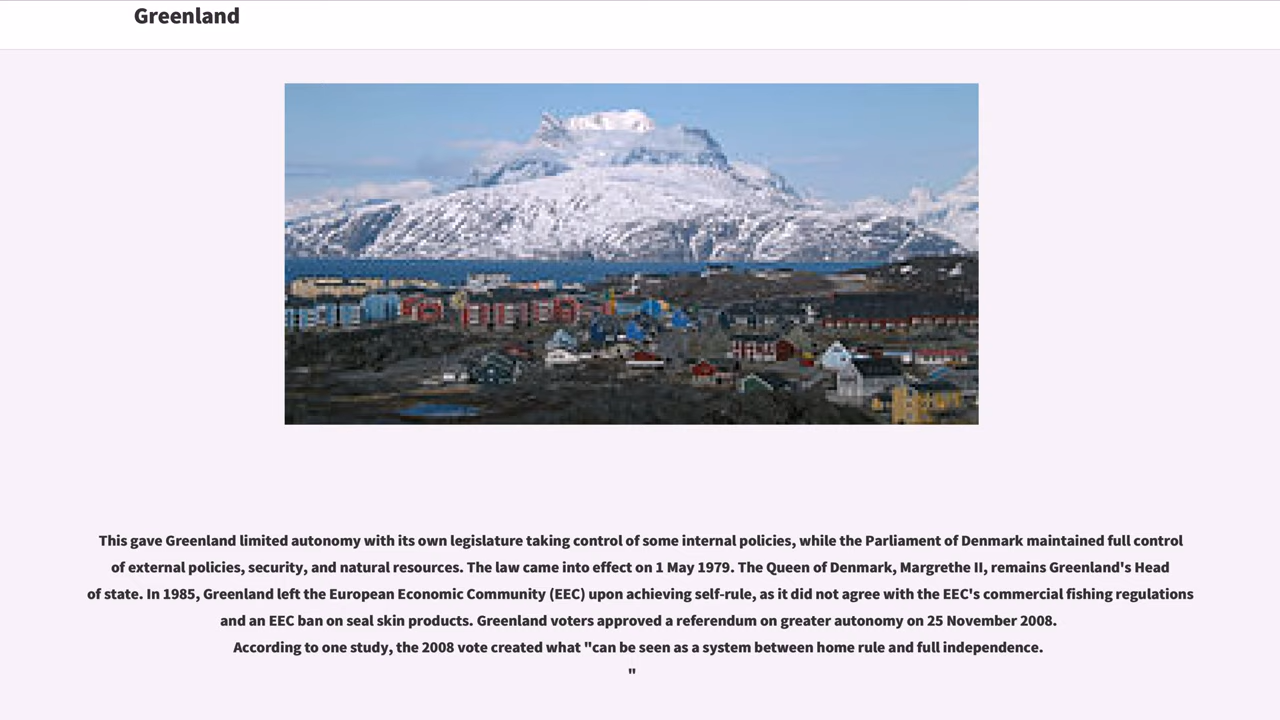 Greenland
This gave Greenland limited autonomy with its own legislature taking control of some internal policies, while the Parliament of Denmark maintained full control
of external policies, security, and natural resources. The law came into effect on 1 May 1979. The Queen of Denmark, Margrethe II, remains Greenland's Head
of state. In 1985, Greenland left the European Economic Community (EEC) upon achieving self-rule, as it did not agree with the EEC's commercial fishing regulations
and an EEC ban on seal skin products. Greenland voters approved a referendum on greater autonomy on 25 November 2008.
According to one study, the 2008 vote created what "can be seen as a system between home rule and full independence.
"